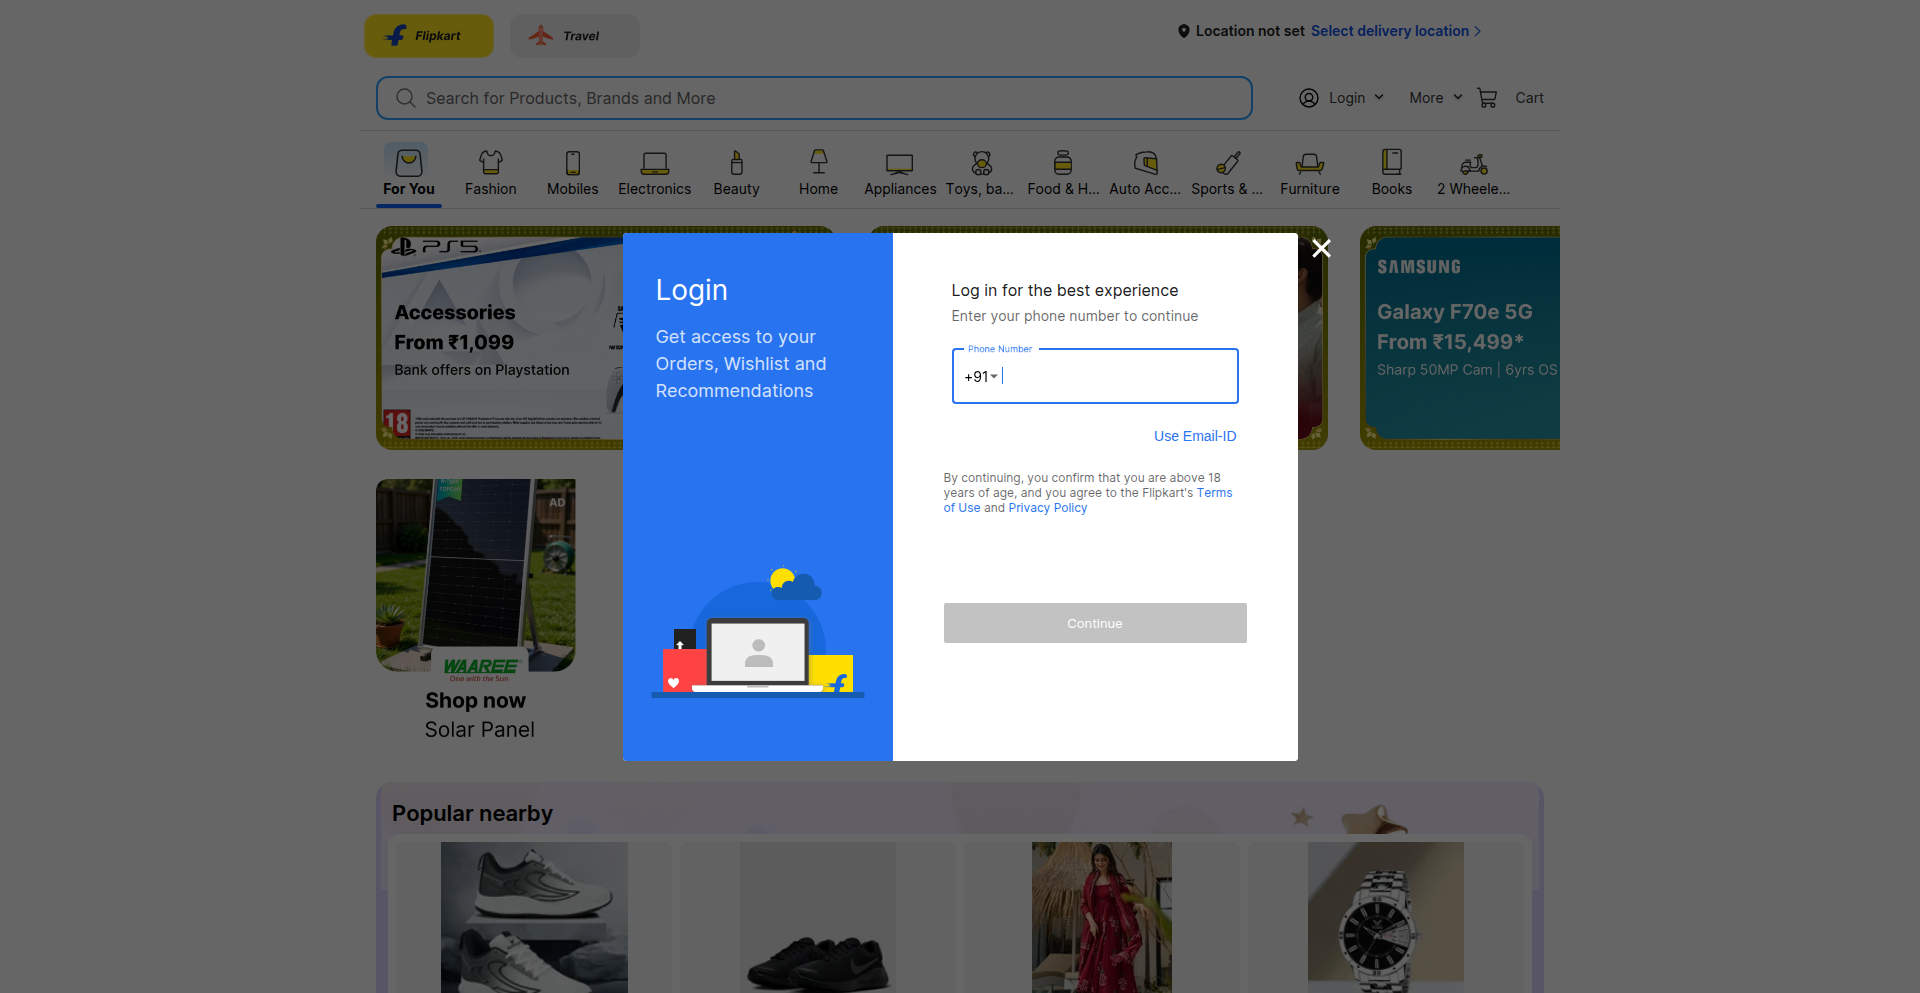 Flipkart
Travel
Location not set Select delivery location
Search for Products, Brands and More
Login
More
Cart
For You
Fashion
Mobiles
Electronics
Beauty
Home
Appliances
Toys, ba...
Food & H...
Auto Acc...
Sports & ...
Furniture
Books
2 Wheele...
PS5
Accessories
From ₹1,099
Bank offers on Playstation
18
SAMSUNG
Galaxy F70e 5G
From ₹15,499*
Sharp 50MP Cam | 6yrs OS
Login
Get access to your
Orders, Wishlist and
Recommendations
Log in for the best experience
Enter your phone number to continue
Phone Number
+91
Use Email-ID
By continuing, you confirm that you are above 18
years of age, and you agree to the Flipkart's Terms
of Use and Privacy Policy
Continue
AD
WAAREE
One with the Sun
Shop now
Solar Panel
Popular nearby